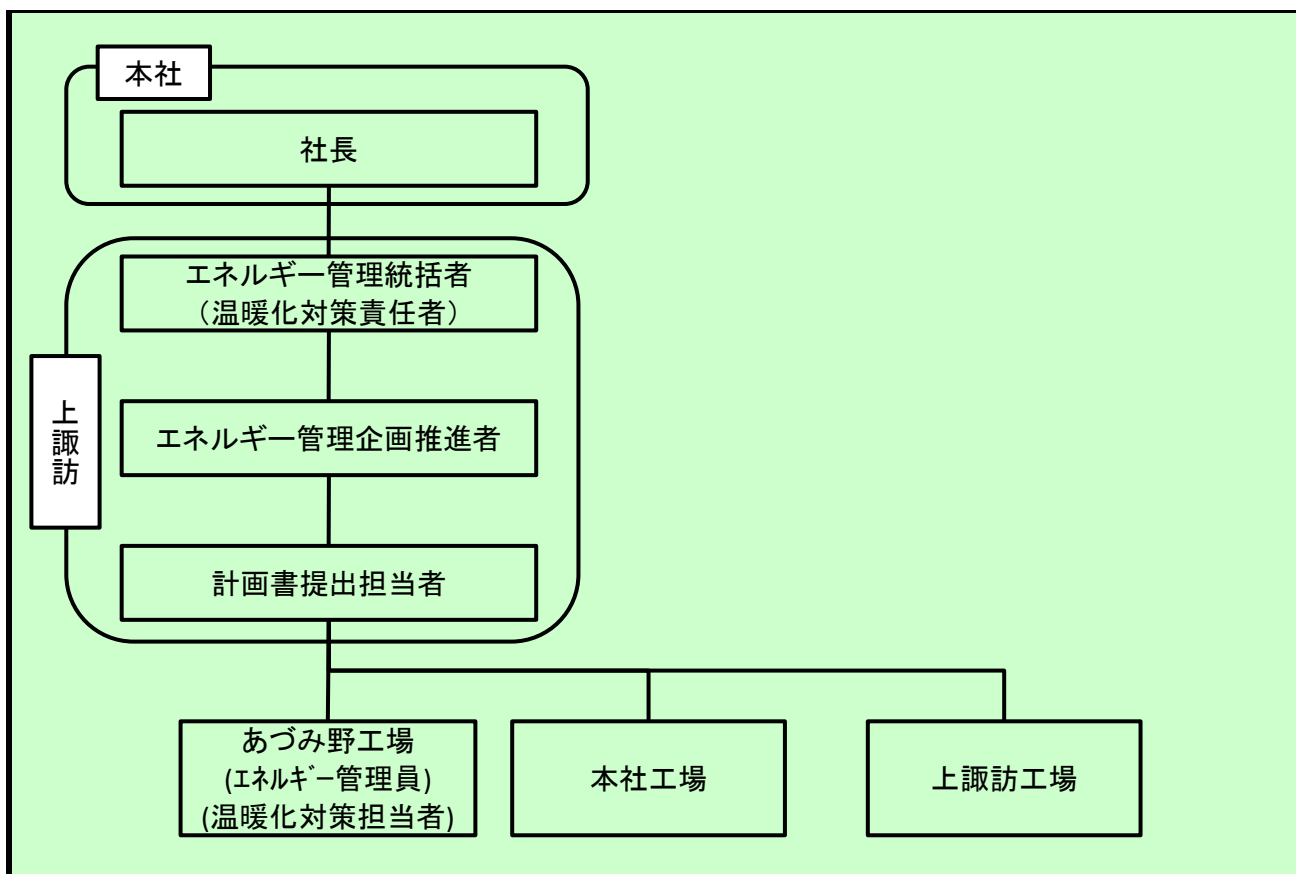 本社
社長
エネルギー管理統括者
（温暖化対策責任者）
上諏訪
エネルギー管理企画推進者
計画書提出担当者
あづみ野工場
(ｴﾈﾙｷﾞｰ管理員)
(温暖化対策担当者)
本社工場
上諏訪工場